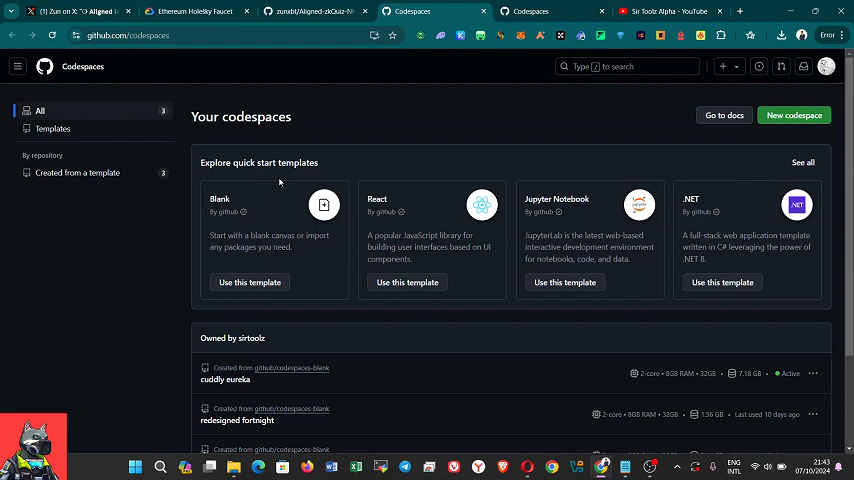 (1) Zun on X: "Aligned
Ethereum Holešky Faucet
zunxbt/Aligned-zkQuiz-NF
Codespaces
Codespaces
Sir Toolz Alpha - YouTube
github.com/codespaces
Error
Codespaces
Type / to search
All 3
Templates
By repository
Created from a template 3
Your codespaces
Go to docs
New codespace
Explore quick start templates
See all
Blank
By github
Start with a blank canvas or import
any packages you need.
Use this template
React
By github
A popular JavaScript library for
building user interfaces based on UI
components.
Use this template
Jupyter Notebook
By github
JupyterLab is the latest web-based
interactive development environment
for notebooks, code, and data.
Use this template
.NET
By github
.NET
A full-stack web application template
written in C# leveraging the power of
.NET 8.
Use this template
Owned by sirtoolz
Created from github/codespaces-blank
cuddly eureka
2-core • 8GB RAM • 32GB 7.18 GB Active
Created from github/codespaces-blank
redesigned fortnight
2-core • 8GB RAM • 32GB 1.56 GB Last used 10 days ago
Created from github/codespaces-blank
ENG
INTL
21:43
07/10/2024